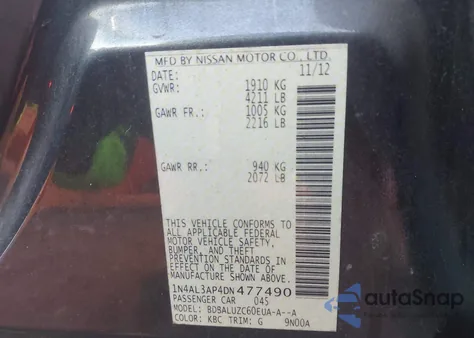 MFD BY NISSAN MOTOR CO., LTD.
DATE: 11/12
GVWR: 1910 KG
4211 LB
GAWR FR.: 1005 KG
2216 LB
GAWR RR.: 940 KG
2072 LB
THIS VEHICLE CONFORMS
TO ALL APPLICABLE FEDERAL
MOTOR VEHICLE SAFETY,
BUMPER, AND THEFT
PREVENTION STANDARDS IN
EFFECT ON THE DATE OF
MANUFACTURE SHOWN ABOVE.
1N4AL3AP4DN477490
PASSENGER CAR 045
MODEL: BDBALUZC60EUA-A--A
COLOR: KBC TRIM: G 9N00A
autoSnap